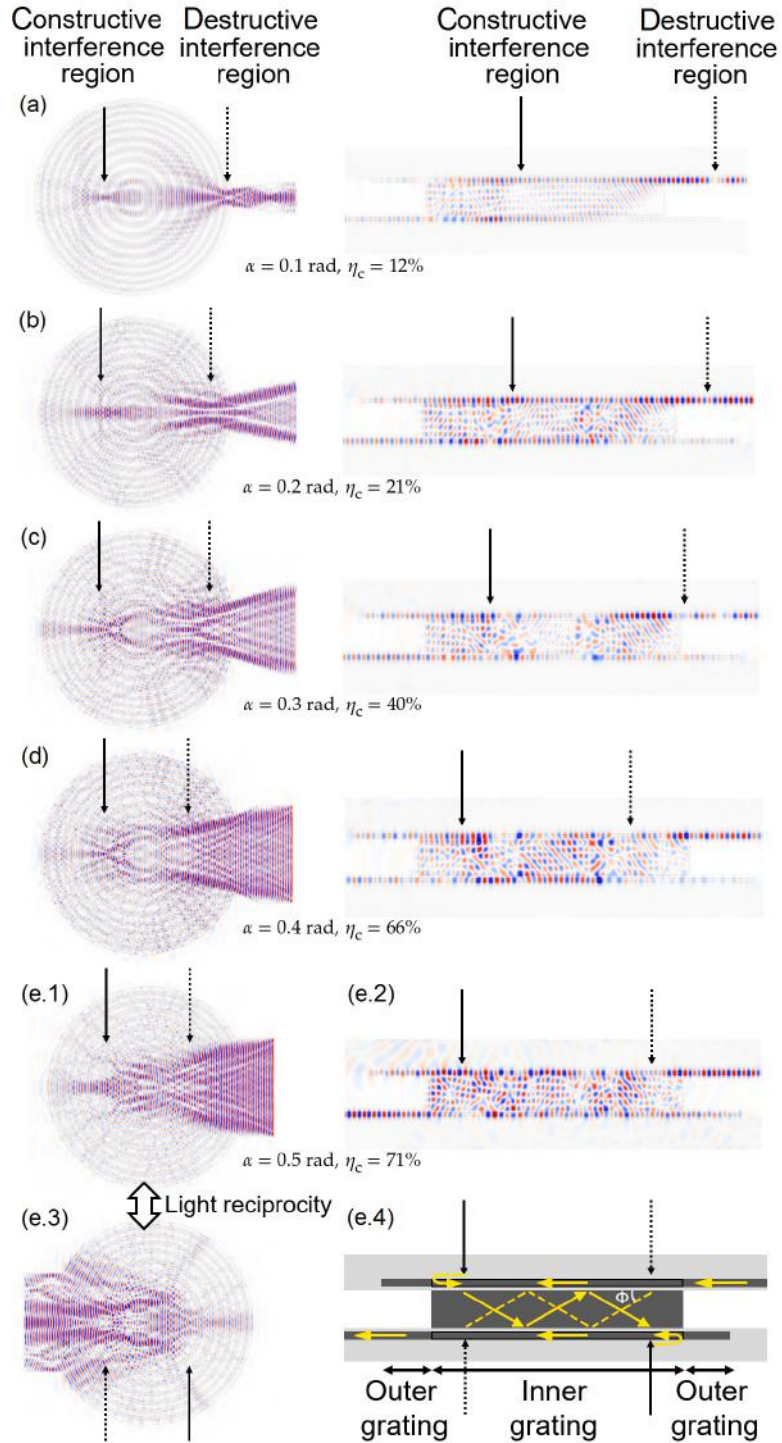 Constructive interference region
Destructive interference region
Constructive interference region
Destructive interference region
(a)
α = 0.1 rad, ηc = 12%
(b)
α = 0.2 rad, ηc = 21%
(c)
α = 0.3 rad, ηc = 40%
(d)
α = 0.4 rad, ηc = 66%
(e.1)
(e.2)
α = 0.5 rad, ηc = 71%
Light reciprocity
(e.3)
(e.4)
Φ
Outer grating
Inner grating
Outer grating